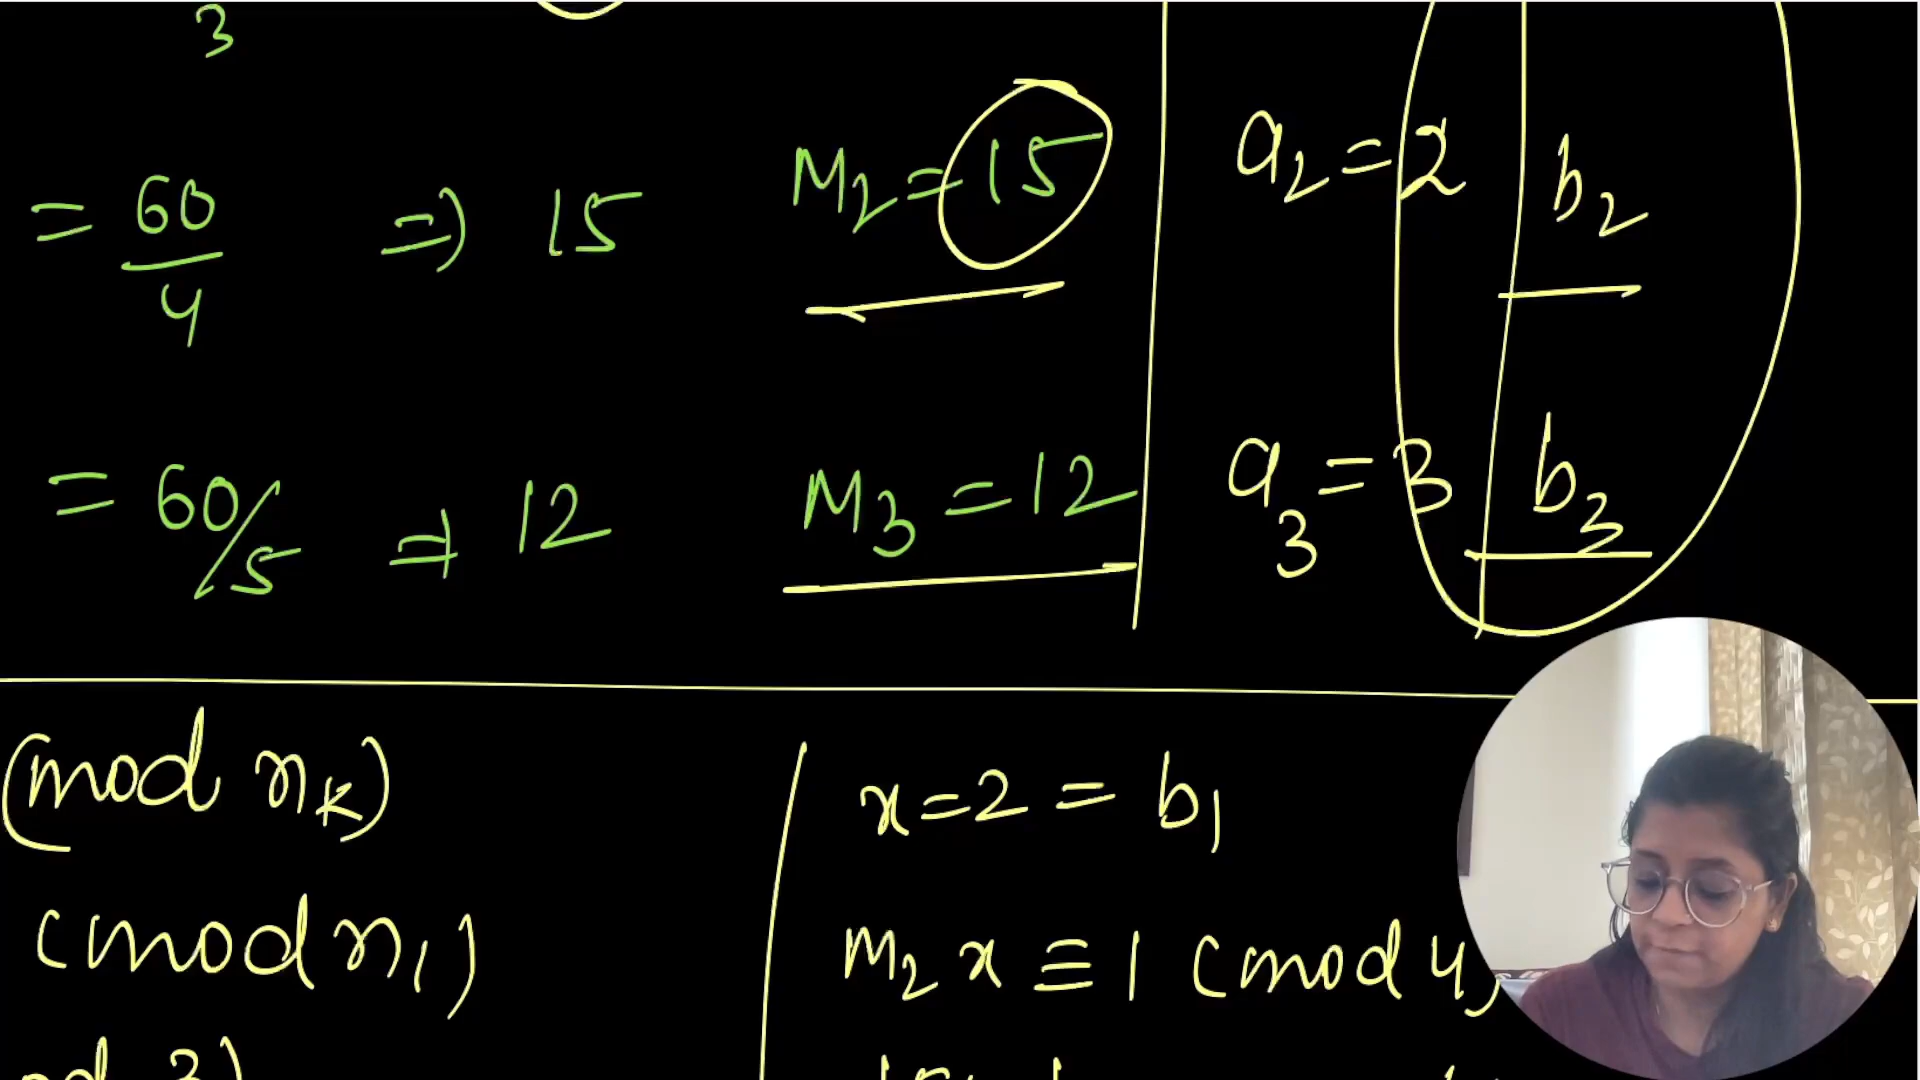 3
= 60/4 => 15 M2 = 15 a2 = 2 b2
= 60/5 => 12 M3 = 12 a3 = 3 b3
(mod nk)
(mod n1)
3)
x = 2 = b1
M2 x ≡ 1 (mod 4)